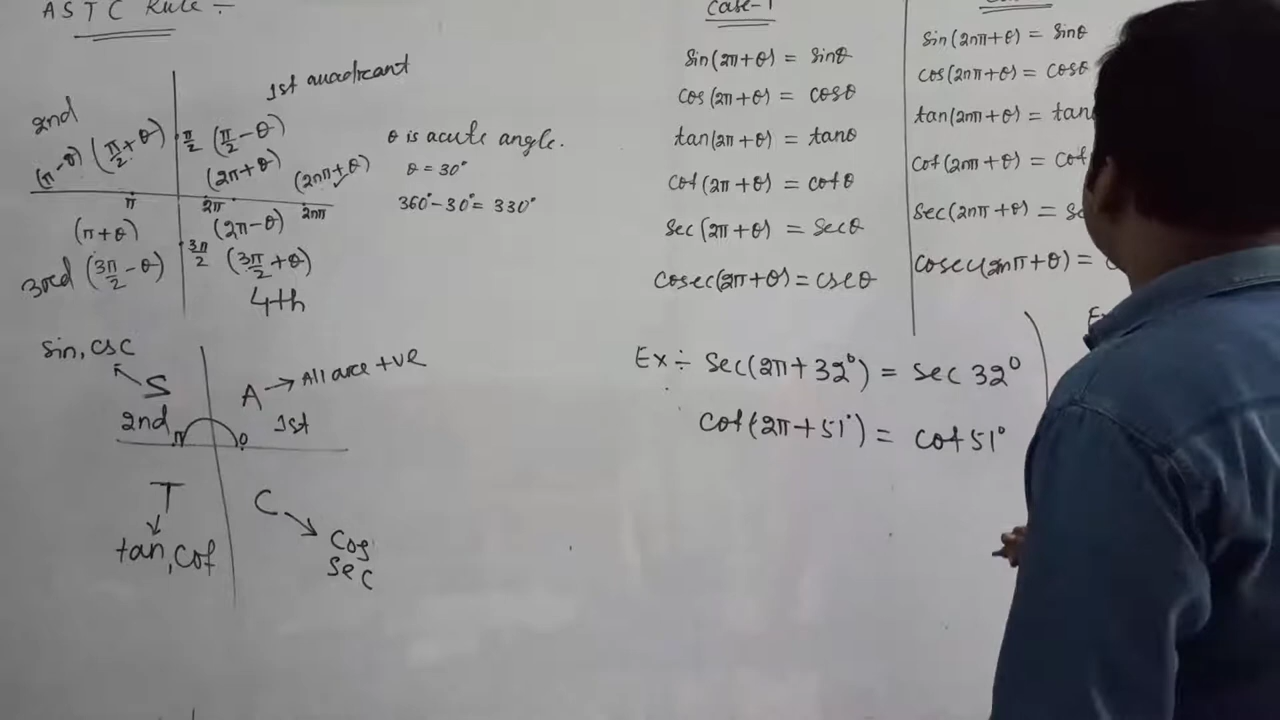 ASTC Rule :-
1st quadrant
2nd
(π-θ) (π/2+θ) π/2 (π/2-θ)
(2π+θ) (2nπ+θ)
π 2π 2nπ
(π+θ) (2π-θ)
3rd (3π/2-θ) 3π/2 (3π/2+θ)
4th
θ is acute angle.
θ = 30°
360°-30°= 330°
sin, csc
S A → All are +ve
2nd π 0 1st
T C
tan, cot
cos
sec
Case-1
sin(2π+θ) = sinθ
cos(2π+θ) = cosθ
tan(2π+θ) = tanθ
cot(2π+θ) = cotθ
sec(2π+θ) = secθ
cosec(2π+θ) = cscθ
sin(2nπ+θ) = sinθ
cos(2nπ+θ) = cosθ
tan(2nπ+θ) = tan
cot(2nπ+θ) = cot
sec(2nπ+θ) =
cosec(2nπ+θ) =
Ex ÷ sec(2π+32°) = sec 32°
cot(2π+51°) = cot 51°